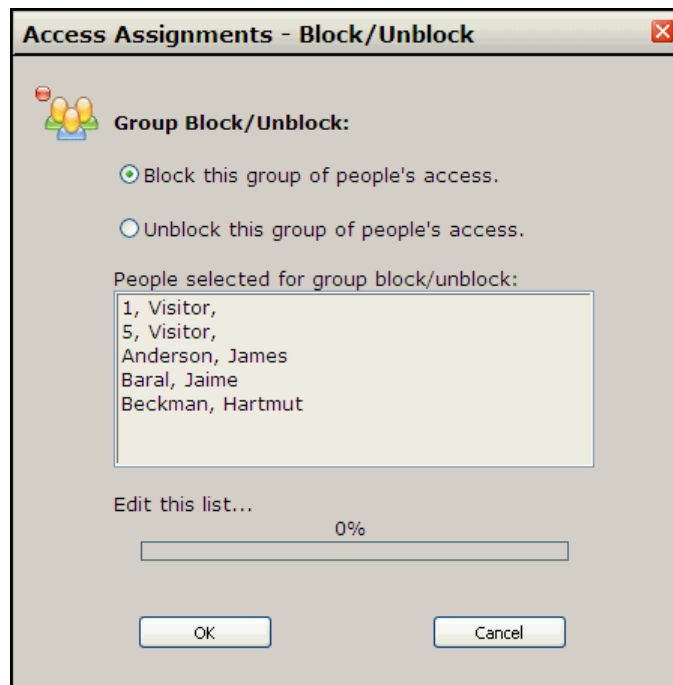 Access Assignments - Block/Unblock
Group Block/Unblock:
Block this group of people's access.
Unblock this group of people's access.
People selected for group block/unblock:
1, Visitor,
5, Visitor,
Anderson, James
Baral, Jaime
Beckman, Hartmut
Edit this list...
0%
OK
Cancel